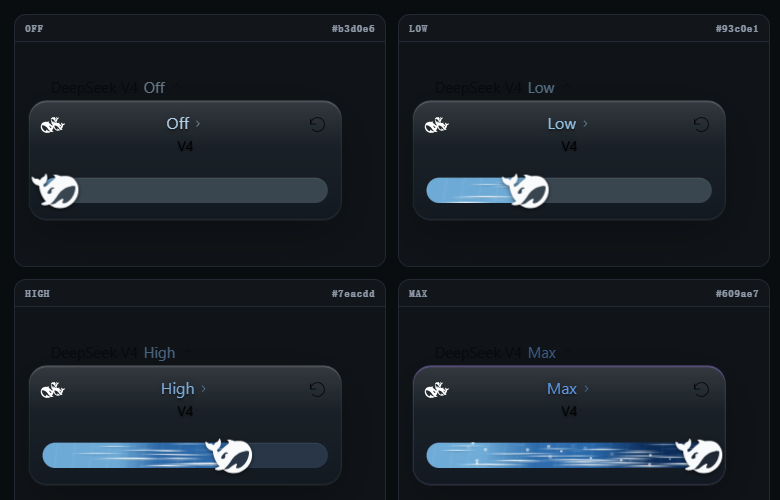 OFF #b3d0e6
DeepSeek V4 Off
Off ›
V4
LOW #93c0e1
DeepSeek V4 Low
Low ›
V4
HIGH #7eacdd
DeepSeek V4 High
High ›
V4
MAX #609ae7
DeepSeek V4 Max
Max ›
V4